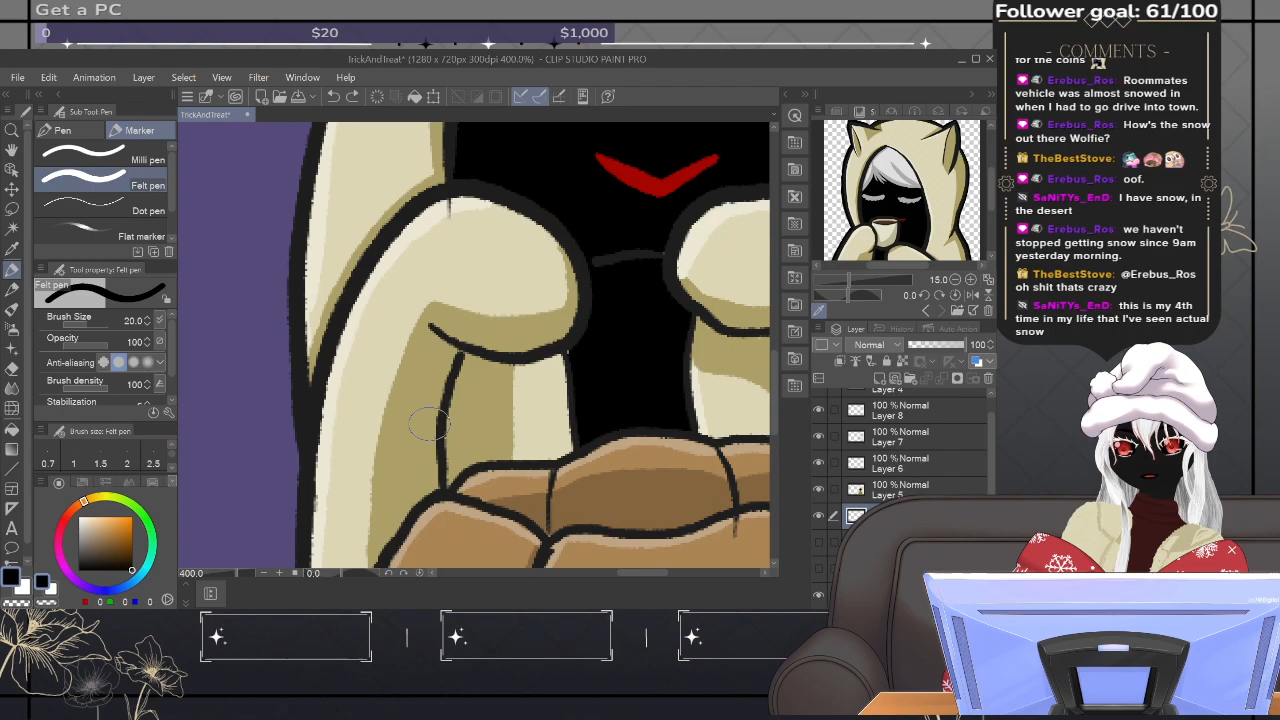 Get a PC
0 $20 $1,000
TrickAndTreat* (1280 x 720px 300dpi 400.0%) - CLIP STUDIO PAINT PRO
File Edit Animation Layer Select View Filter Window Help
Sub Tool Pen
Pen Marker
Milli pen
Felt pen
Dot pen
Flat marker
Tool property: Felt pen
Felt pen
Brush Size 20.0
Opacity 100
Anti-aliasing
Brush density 100
Stabilization
Brush size: Felt pen
0.7 1 1.5 2 2.5
0 0 0
TrickAndTreat*
400.0 0.0
15.0
0.0
Layer History Auto Action
Normal 100
Layer 4
100 % Normal
Layer 8
100 % Normal
Layer 7
100 % Normal
Layer 6
100 % Normal
Layer 5
Follower goal: 61/100
- COMMENTS -
for the coins
Erebus_Ros: Roommates
vehicle was almost snowed in
when I had to go drive into town.
Erebus_Ros: How's the snow
out there Wolfie?
TheBestStove:
Erebus_Ros: oof.
SaNiTYs_EnD: I have snow, in
the desert
Erebus_Ros: we haven't
stopped getting snow since 9am
yesterday morning.
TheBestStove: @Erebus_Ros
oh shit thats crazy
SaNiTYs_EnD: this is my 4th
time in my life that I've seen actual
snow